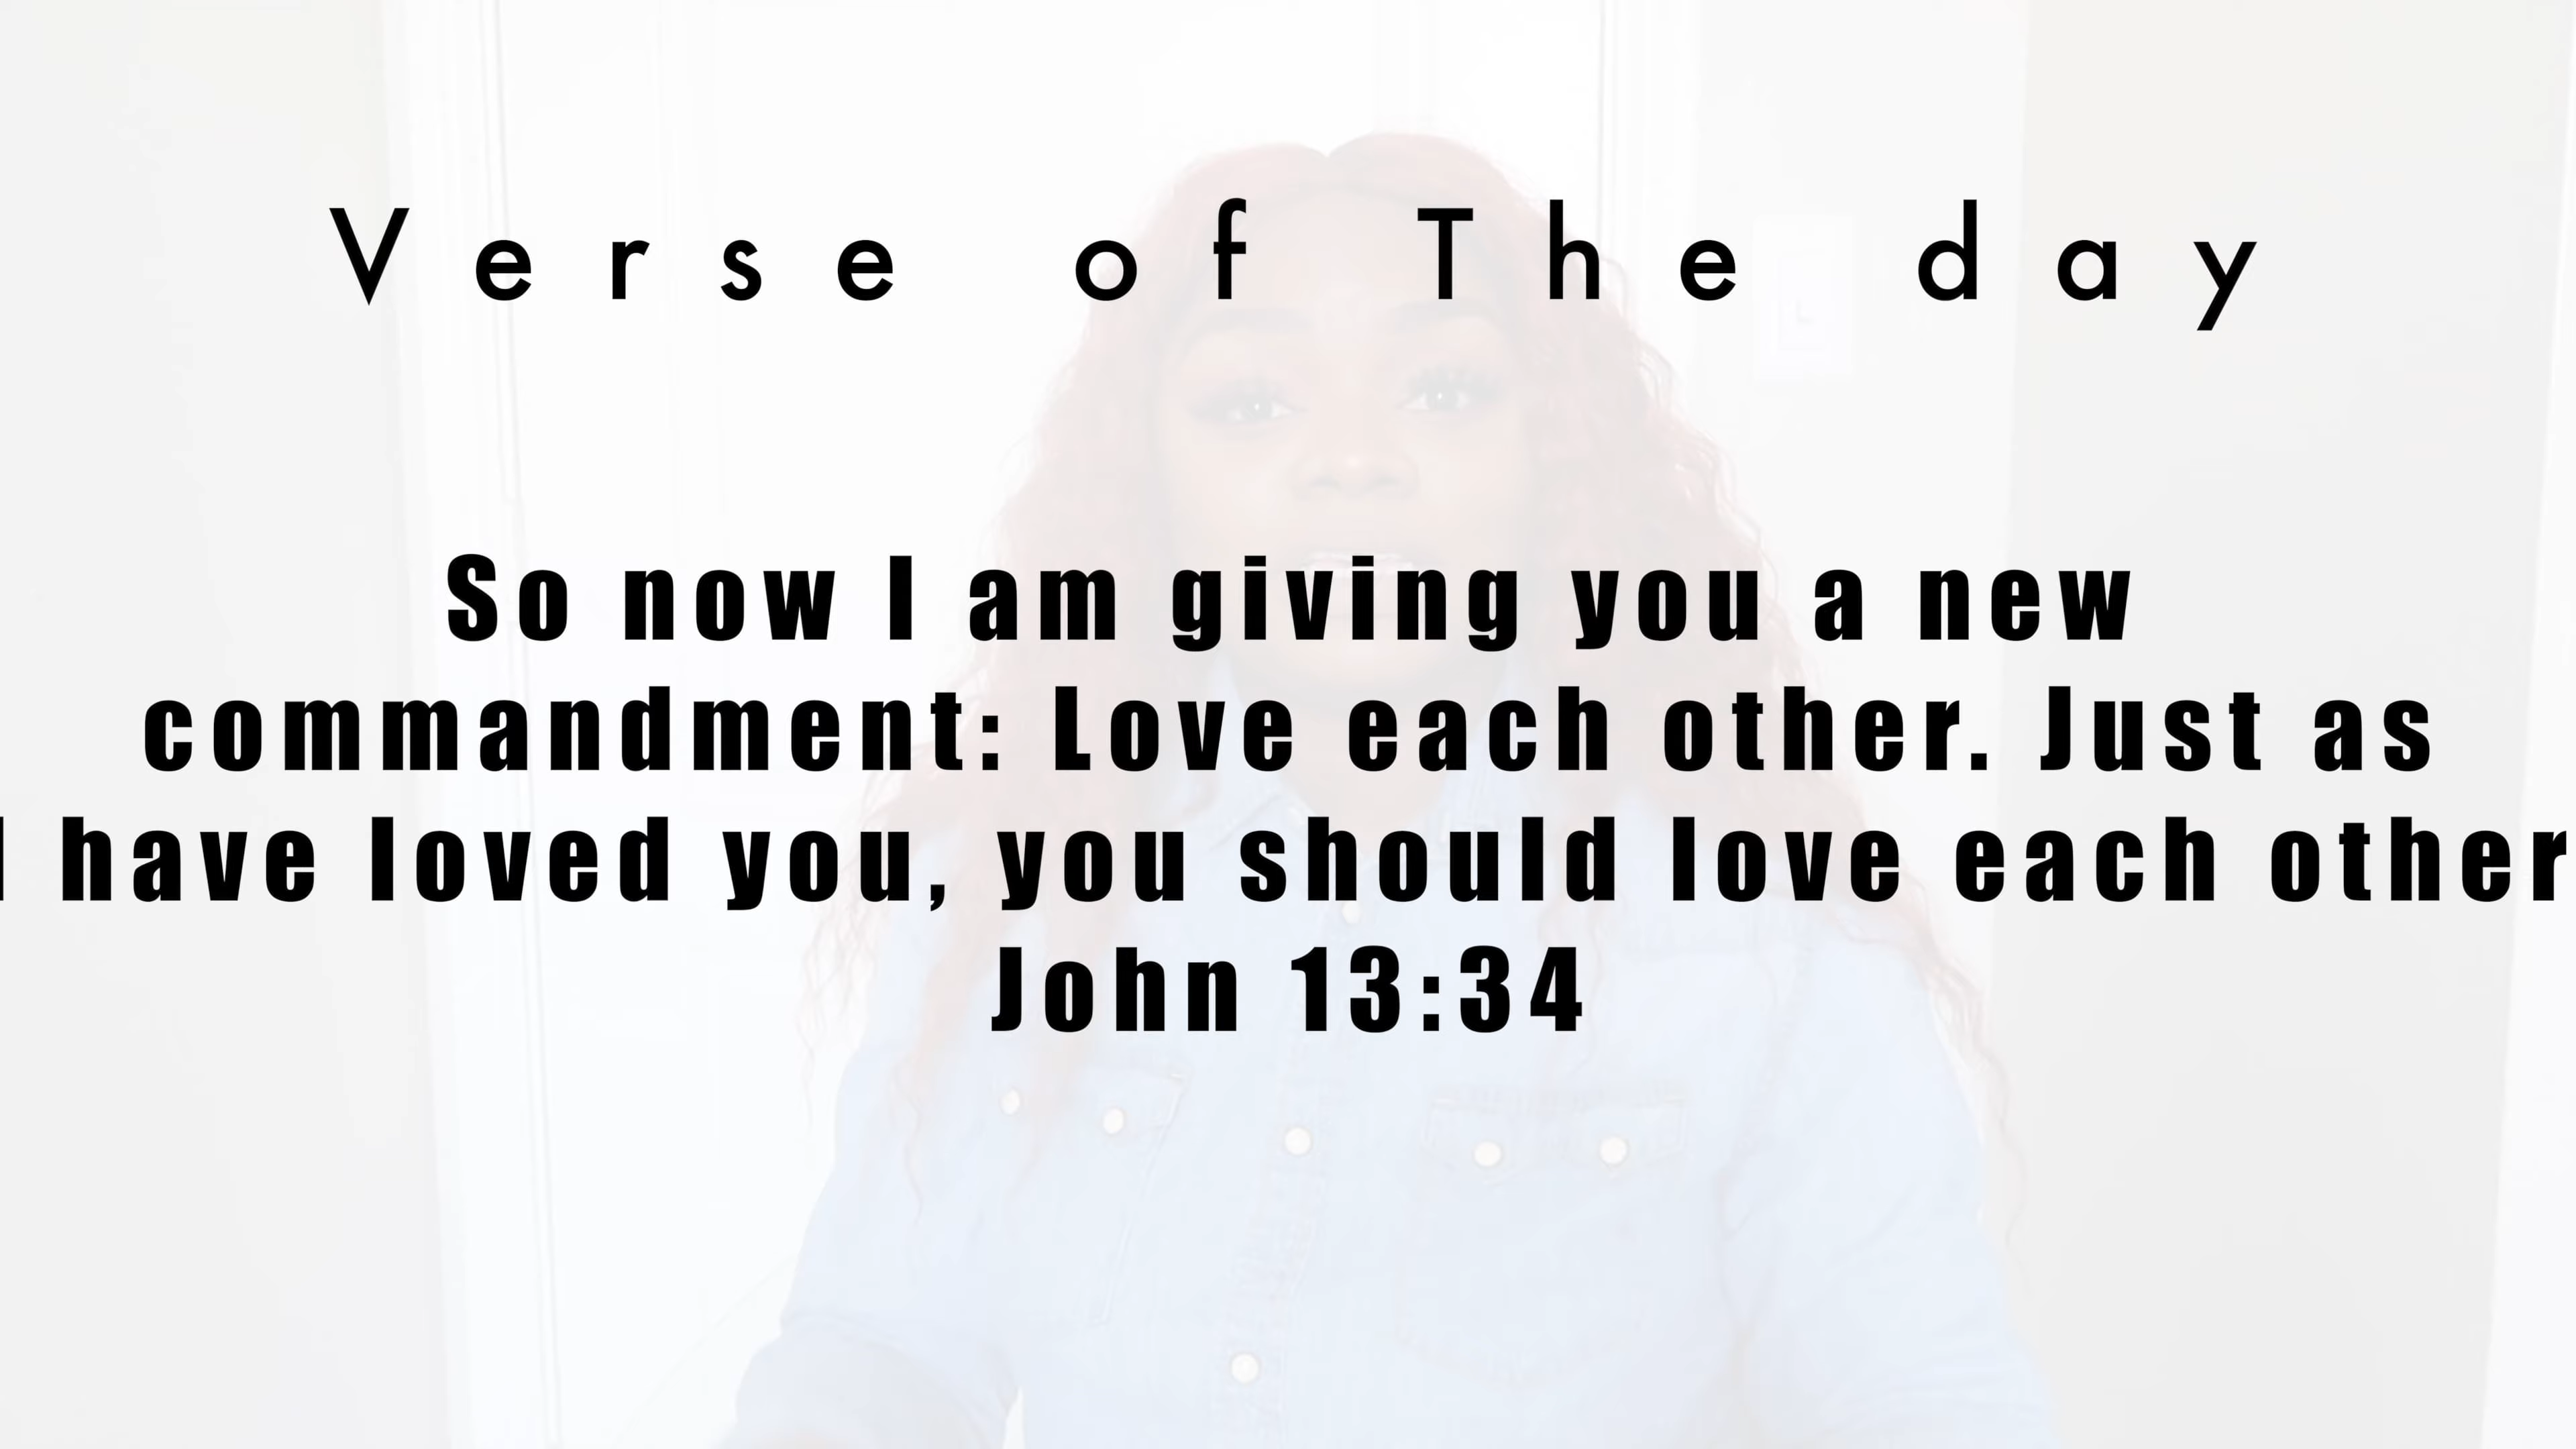 Verse of The day
So now I am giving you a new
commandment: Love each other. Just as
I have loved you, you should love each other
John 13:34